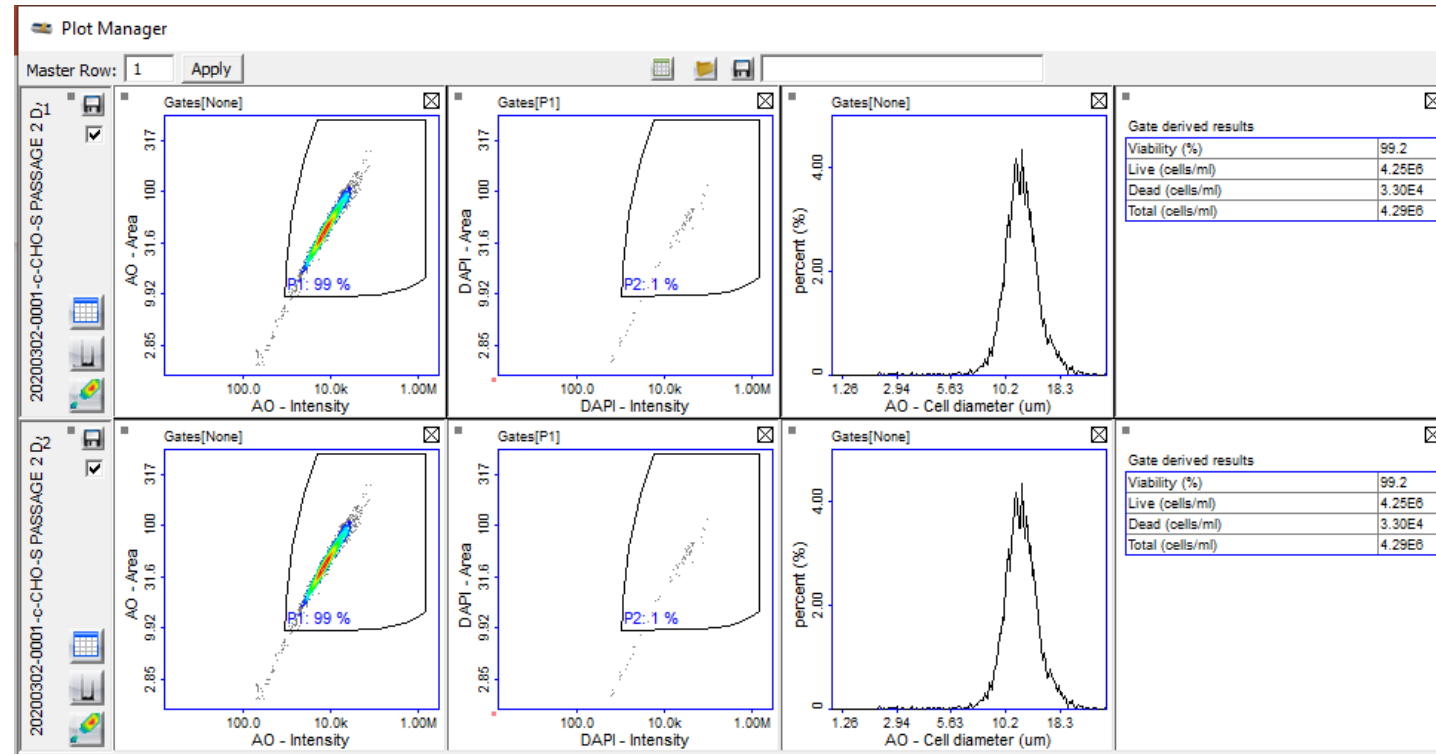 Plot Manager
Master Row: 1 Apply
20200302-0001-c-CHO-S PASSAGE 2 D;1
Gates[None]
317
100
31.6
9.92
2.85
AO - Area
P1: 99 %
100.0 10.0k 1.00M
AO - Intensity
Gates[P1]
317
100
31.6
9.92
2.85
DAPI - Area
P2: 1 %
100.0 10.0k 1.00M
DAPI - Intensity
Gates[None]
4.00
2.00
0
percent (%)
1.26 2.94 5.63 10.2 18.3
AO - Cell diameter (um)
Gate derived results
Viability (%) 99.2
Live (cells/ml) 4.25E6
Dead (cells/ml) 3.30E4
Total (cells/ml) 4.29E6
20200302-0001-c-CHO-S PASSAGE 2 D;2
Gates[None]
317
100
31.6
9.92
2.85
AO - Area
P1: 99 %
100.0 10.0k 1.00M
AO - Intensity
Gates[P1]
317
100
31.6
9.92
2.85
DAPI - Area
P2: 1 %
100.0 10.0k 1.00M
DAPI - Intensity
Gates[None]
4.00
2.00
0
percent (%)
1.26 2.94 5.63 10.2 18.3
AO - Cell diameter (um)
Gate derived results
Viability (%) 99.2
Live (cells/ml) 4.25E6
Dead (cells/ml) 3.30E4
Total (cells/ml) 4.29E6